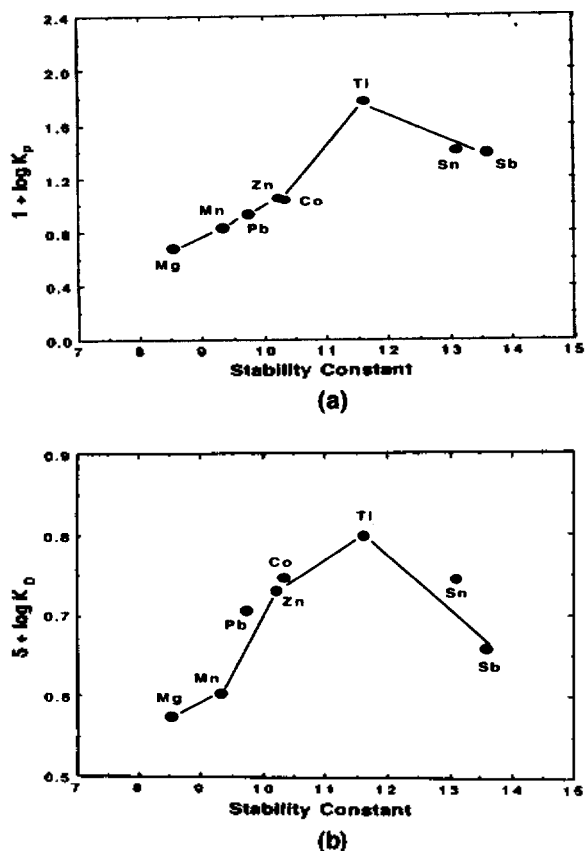 2.4
2.0
1.6
1.2
0.8
0.4
0.0
1 + log Kp
Ti
Sn
Sb
Zn
Co
Mn
Pb
Mg
7 8 9 10 11 12 13 14 15
Stability Constant
(a)
0.9
0.8
0.7
0.6
0.5
5 + log KD
Ti
Co
Sn
Zn
Pb
Sb
Mn
Mg
7 8 9 10 11 12 13 14 15
Stability Constant
(b)